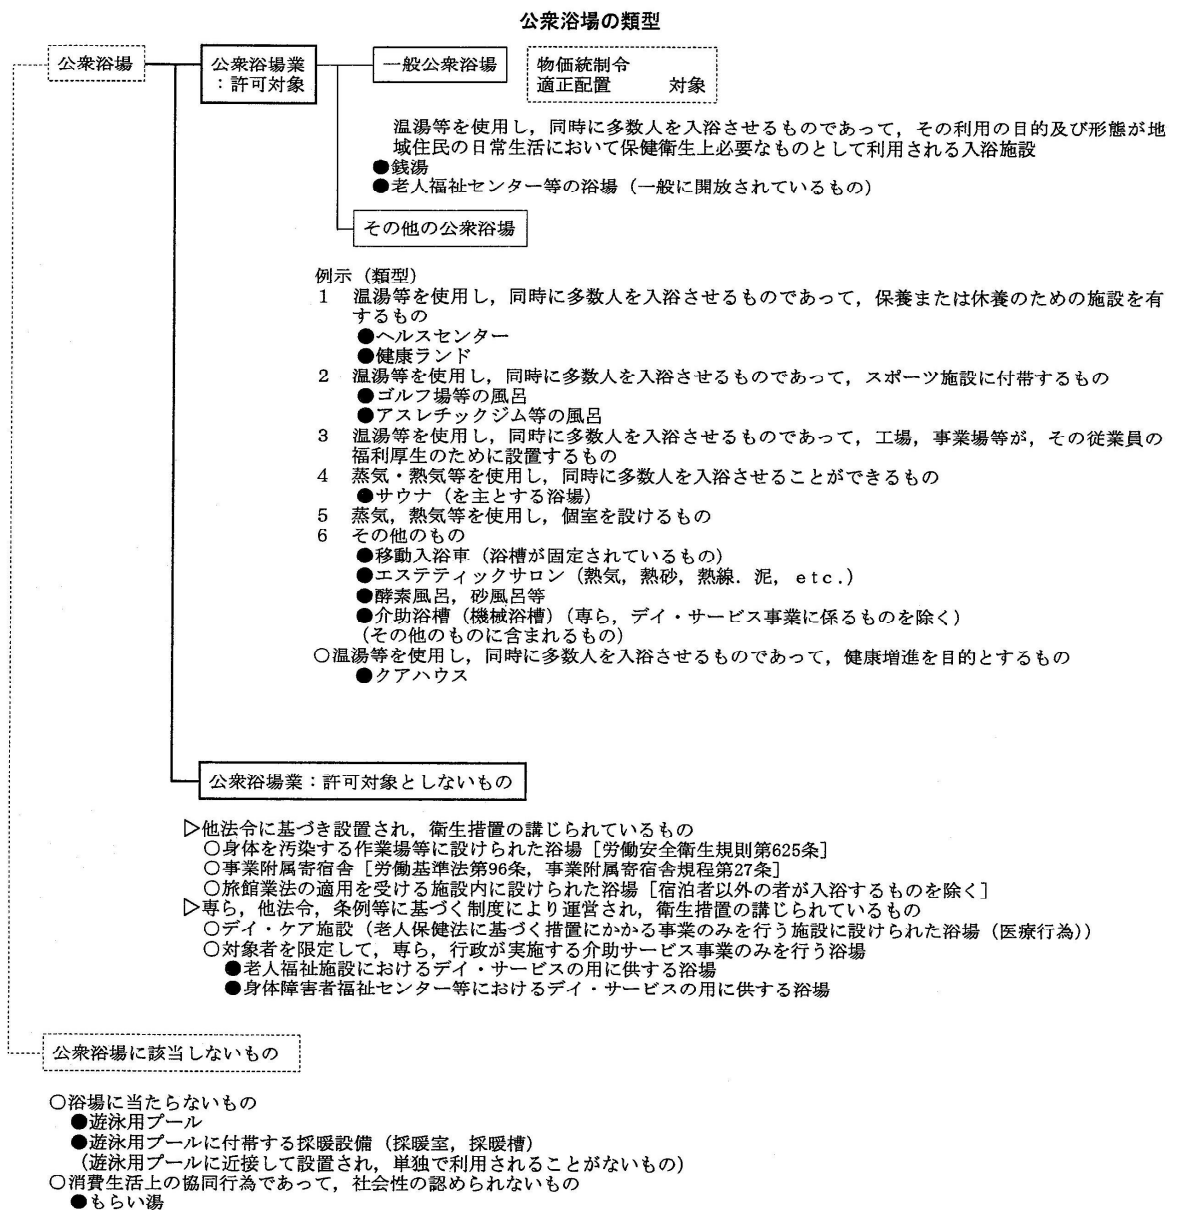 公衆浴場の類型
公衆浴場
公衆浴場業
：許可対象
一般公衆浴場
物価統制令
適正配置　　　対象
温湯等を使用し，同時に多数人を入浴させるものであって，その利用の目的及び形態が地
域住民の日常生活において保健衛生上必要なものとして利用される入浴施設
●銭湯
●老人福祉センター等の浴場（一般に開放されているもの）
その他の公衆浴場
例示（類型）
1　温湯等を使用し，同時に多数人を入浴させるものであって，保養または休養のための施設を有
するもの
●ヘルスセンター
●健康ランド
2　温湯等を使用し，同時に多数人を入浴させるものであって，スポーツ施設に付帯するもの
●ゴルフ場等の風呂
●アスレチックジム等の風呂
3　温湯等を使用し，同時に多数人を入浴させるものであって，工場，事業場等が，その従業員の
福利厚生のために設置するもの
4　蒸気・熱気等を使用し，同時に多数人を入浴させることができるもの
●サウナ（を主とする浴場）
5　蒸気，熱気等を使用し，個室を設けるもの
6　その他のもの
●移動入浴車（浴槽が固定されているもの）
●エステティックサロン（熱気，熱砂，熱線．泥，etc.）
●酵素風呂，砂風呂等
●介助浴槽（機械浴槽）（専ら，デイ・サービス事業に係るものを除く）
（その他のものに含まれるもの）
○温湯等を使用し，同時に多数人を入浴させるものであって，健康増進を目的とするもの
●クアハウス
公衆浴場業：許可対象としないもの
▷他法令に基づき設置され，衛生措置の講じられているもの
○身体を汚染する作業場等に設けられた浴場［労働安全衛生規則第625条］
○事業附属寄宿舎［労働基準法第96条，事業附属寄宿舎規程第27条］
○旅館業法の適用を受ける施設内に設けられた浴場［宿泊者以外の者が入浴するものを除く］
▷専ら，他法令，条例等に基づく制度により運営され，衛生措置の講じられているもの
○デイ・ケア施設（老人保健法に基づく措置にかかる事業のみを行う施設に設けられた浴場（医療行為））
○対象者を限定して，専ら，行政が実施する介助サービス事業のみを行う浴場
●老人福祉施設におけるデイ・サービスの用に供する浴場
●身体障害者福祉センター等におけるデイ・サービスの用に供する浴場
公衆浴場に該当しないもの
○浴場に当たらないもの
●遊泳用プール
●遊泳用プールに付帯する採暖設備（採暖室，採暖槽）
（遊泳用プールに近接して設置され，単独で利用されることがないもの）
○消費生活上の協同行為であって，社会性の認められないもの
●もらい湯